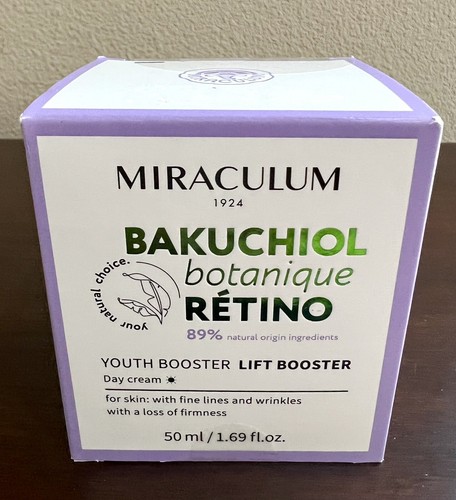 MIRACULUM
1924
BAKUCHIOL
botanique
RÉTINO
your natural choice.
89% natural origin ingredients
YOUTH BOOSTER LIFT BOOSTER
Day cream
for skin: with fine lines and wrinkles
with a loss of firmness
50 ml / 1.69 fl.oz.